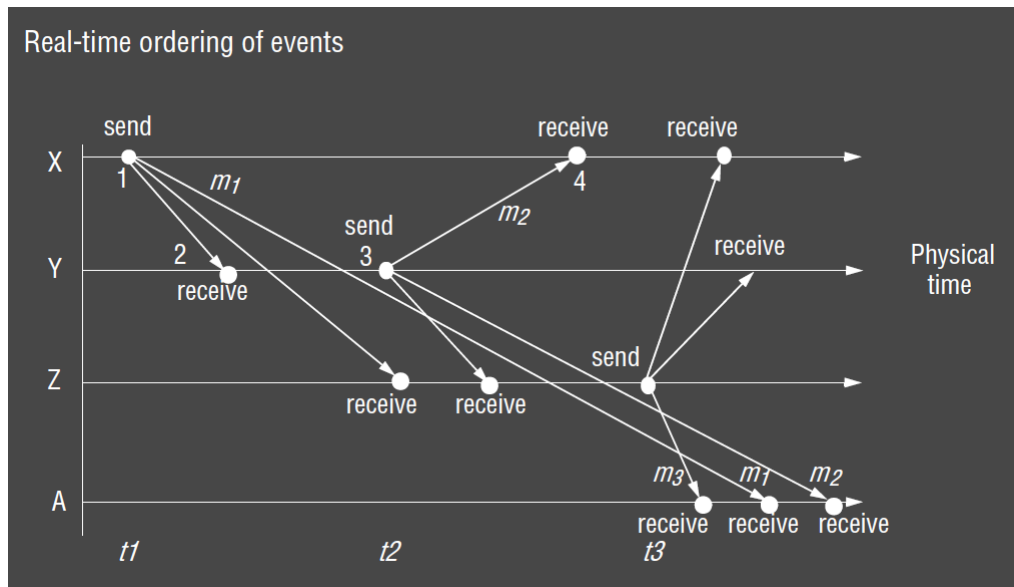 Real-time ordering of events
send
receive
receive
X
1
m1
4
m2
send
2
3
receive
Y
receive
Physical
time
send
Z
receive
receive
m3
m1
m2
A
receive
receive
receive
t1
t2
t3